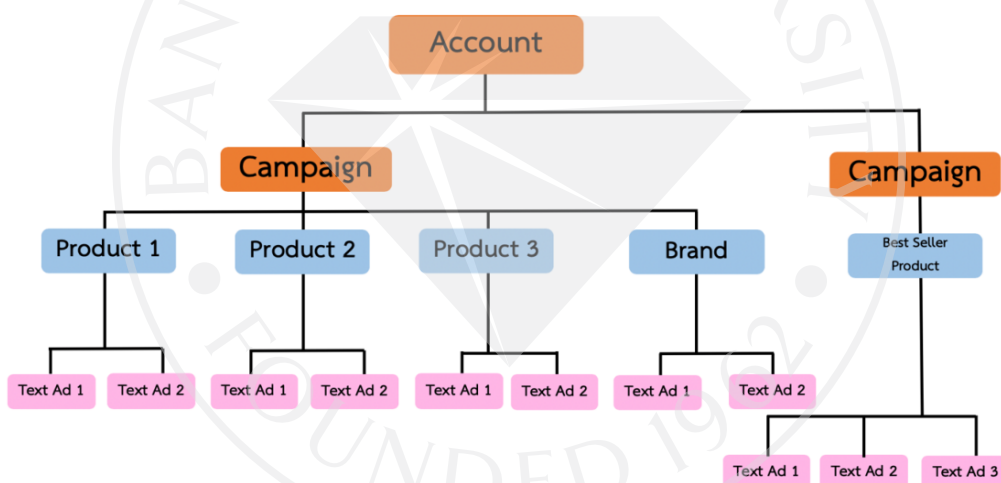 Account
Campaign
Campaign
Product 1
Product 2
Product 3
Brand
Best Seller
Product
Text Ad 1
Text Ad 2
Text Ad 1
Text Ad 2
Text Ad 1
Text Ad 2
Text Ad 1
Text Ad 2
Text Ad 1
Text Ad 2
Text Ad 3
FOUNDED 1962